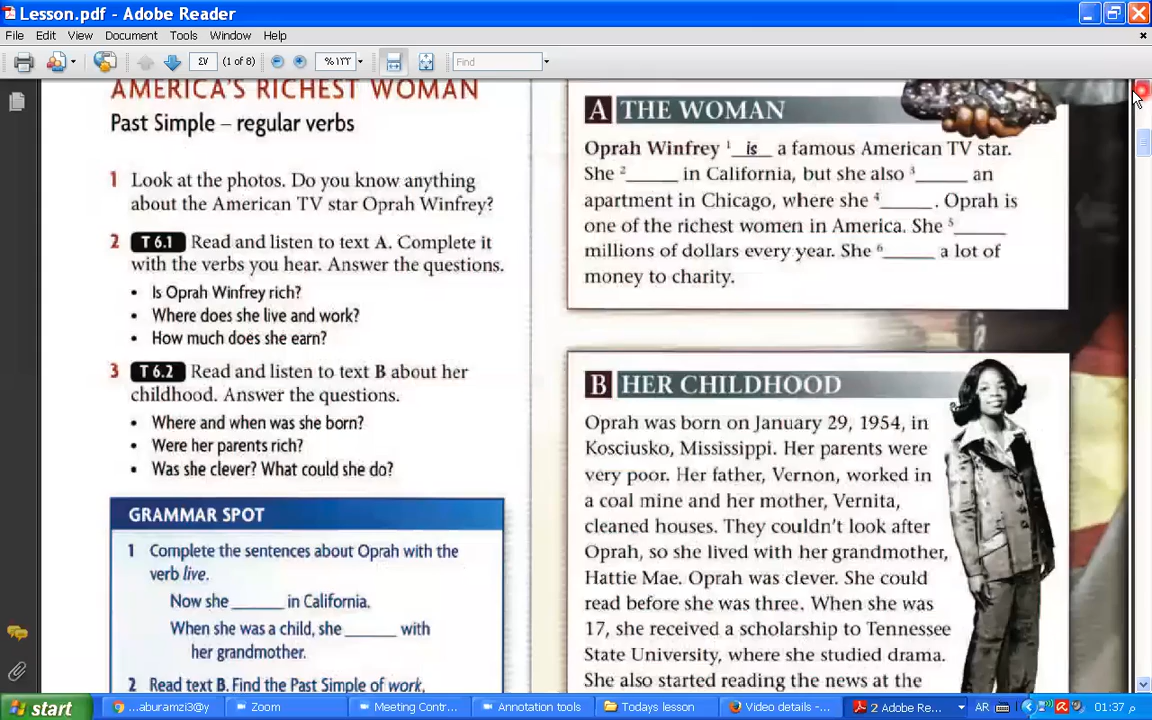 Lesson.pdf - Adobe Reader
File Edit View Document Tools Window Help
٤٧ (1 of 8) %١٣٣ Find
AMERICA'S RICHEST WOMAN
Past Simple – regular verbs
1 Look at the photos. Do you know anything
about the American TV star Oprah Winfrey?
2 T 6.1 Read and listen to text A. Complete it
with the verbs you hear. Answer the questions.
• Is Oprah Winfrey rich?
• Where does she live and work?
• How much does she earn?
3 T 6.2 Read and listen to text B about her
childhood. Answer the questions.
• Where and when was she born?
• Were her parents rich?
• Was she clever? What could she do?
GRAMMAR SPOT
1 Complete the sentences about Oprah with the
verb live.
Now she ______ in California.
When she was a child, she ______ with
her grandmother.
2 Read text B. Find the Past Simple of work,
A THE WOMAN
Oprah Winfrey ¹ is a famous American TV star.
She ²______ in California, but she also ³______ an
apartment in Chicago, where she ⁴______. Oprah is
one of the richest women in America. She ⁵______
millions of dollars every year. She ⁶______ a lot of
money to charity.
B HER CHILDHOOD
Oprah was born on January 29, 1954, in
Kosciusko, Mississippi. Her parents were
very poor. Her father, Vernon, worked in
a coal mine and her mother, Vernita,
cleaned houses. They couldn't look after
Oprah, so she lived with her grandmother,
Hattie Mae. Oprah was clever. She could
read before she was three. When she was
17, she received a scholarship to Tennessee
State University, where she studied drama.
She also started reading the news at the
start ...aburamzi3@y Zoom Meeting Contr... Annotation tools Todays lesson Video details -... 2 Adobe Rea... AR 01:37 م